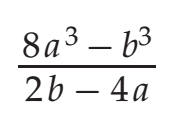 8a³ – b³
2b – 4a